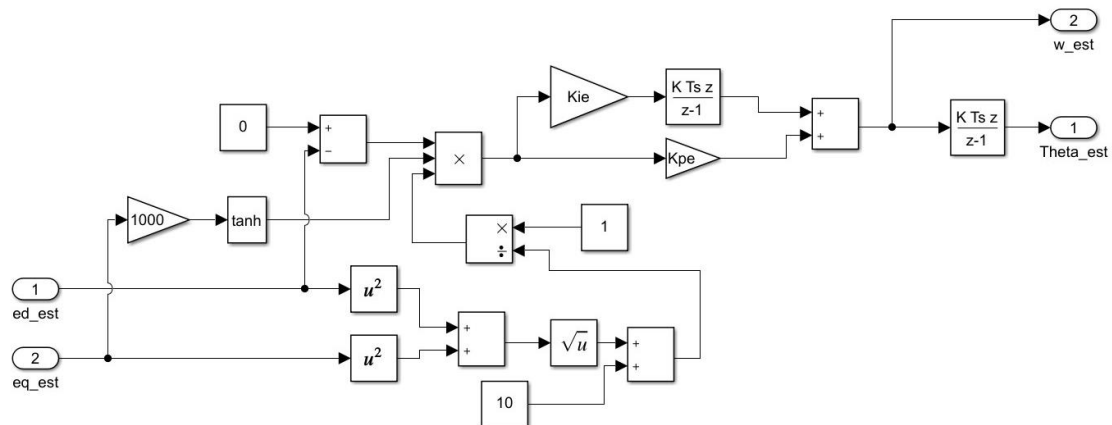 2
w_est
Kie
K Ts z
z-1
0
+
−
×
+
+
K Ts z
z-1
1
Theta_est
Kpe
1000
tanh
×
÷
1
1
ed_est
u²
2
eq_est
u²
+
+
√u
+
+
10